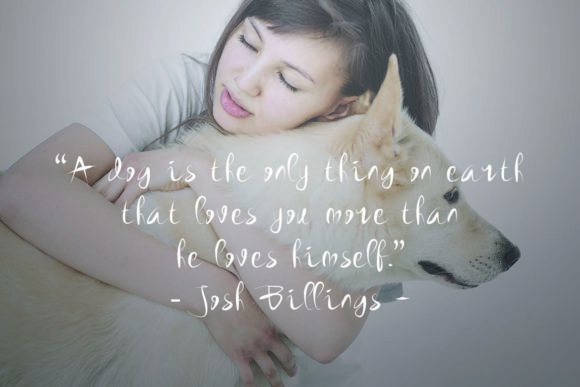 “A dog is the only thing on earth
that loves you more than
he loves himself.”
- Josh Billings -